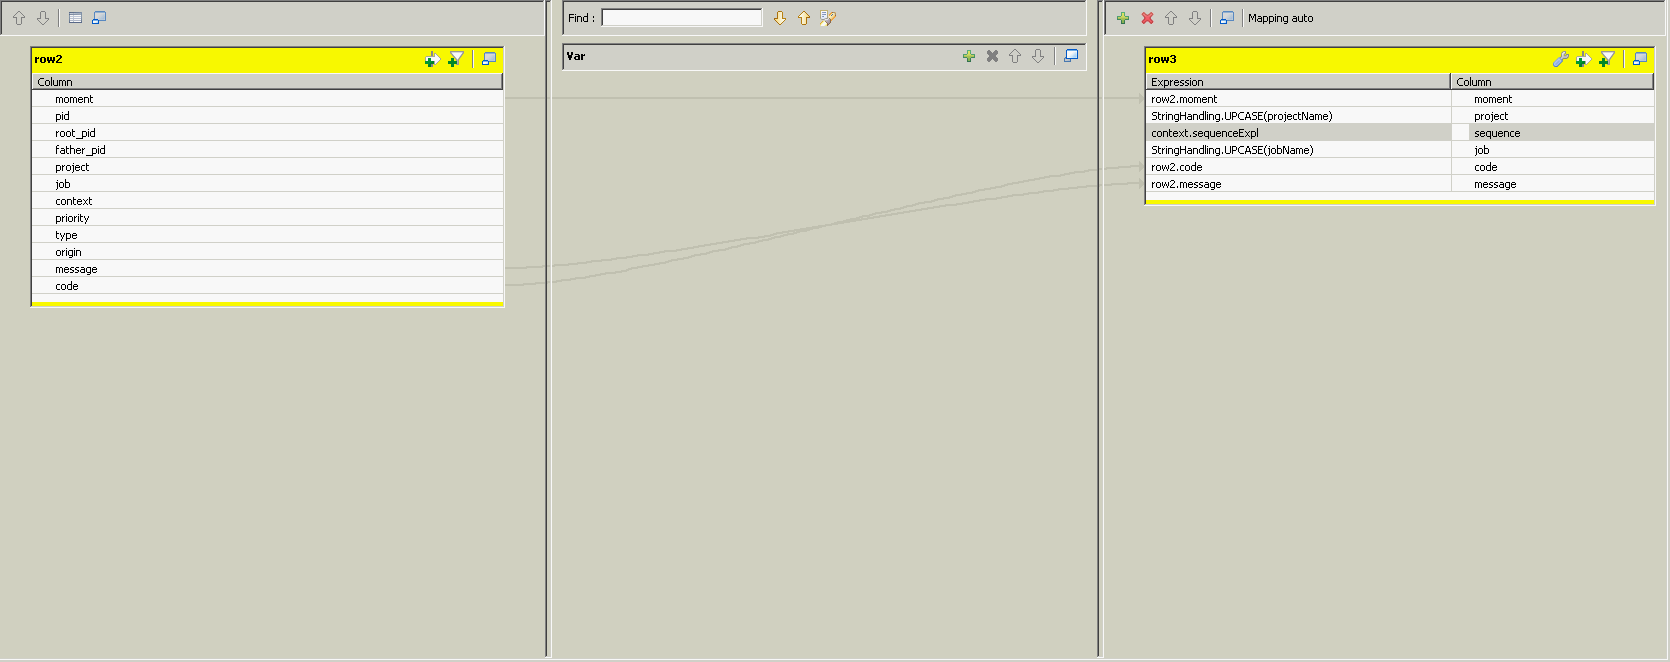 Find :
Mapping auto
row2
Column
moment
pid
root_pid
father_pid
project
job
context
priority
type
origin
message
code
Var
row3
Expression Column
row2.moment moment
StringHandling.UPCASE(projectName) project
context.sequenceExpl sequence
StringHandling.UPCASE(jobName) job
row2.code code
row2.message message